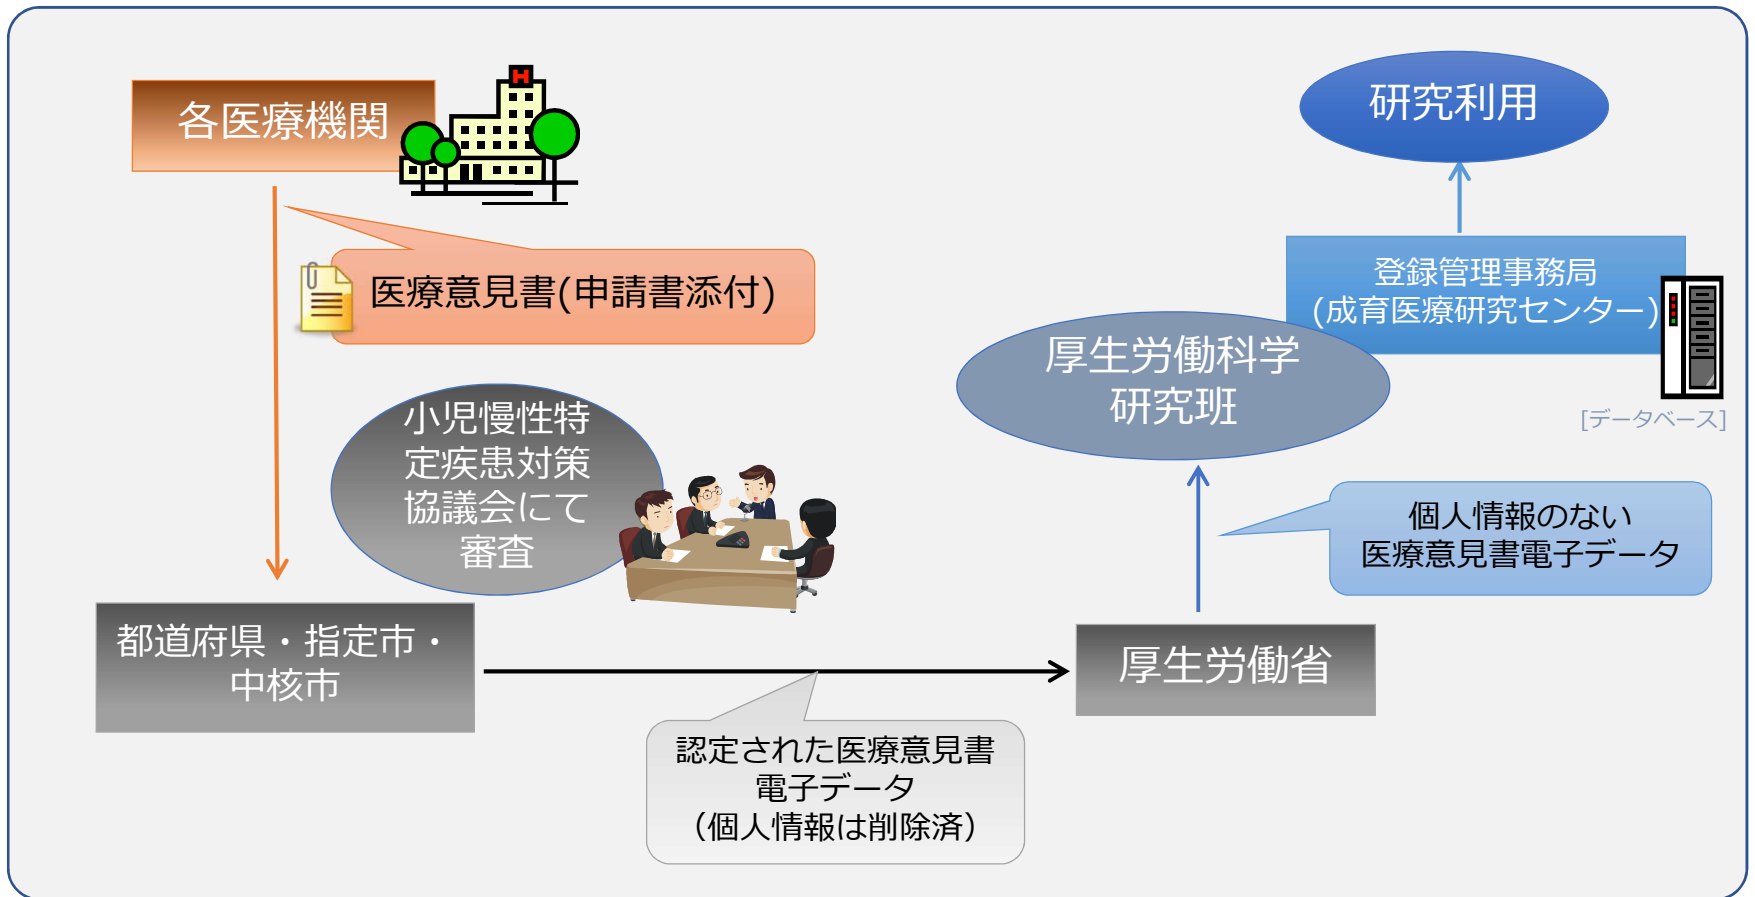 各医療機関
H
医療意見書(申請書添付)
小児慢性特
定疾患対策
協議会にて
審査
都道府県・指定市・
中核市
認定された医療意見書
電子データ
（個人情報は削除済）
厚生労働省
個人情報のない
医療意見書電子データ
厚生労働科学
研究班
登録管理事務局
(成育医療研究センター)
[データベース]
研究利用